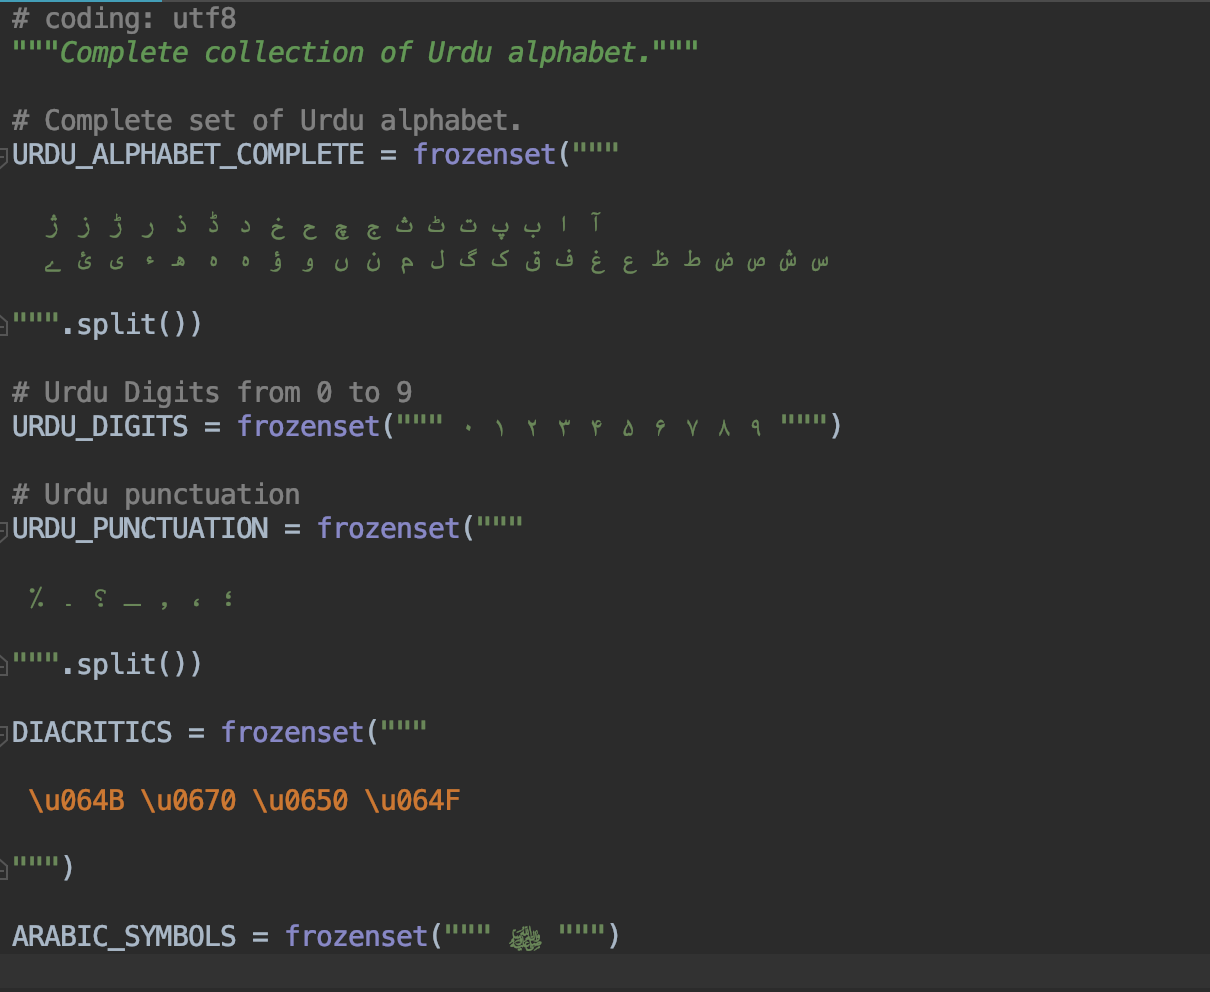 # coding: utf8
"""Complete collection of Urdu alphabet."""
# Complete set of Urdu alphabet.
URDU_ALPHABET_COMPLETE = frozenset("""
آ ا ب پ ت ٹ ث ج چ ح خ د ڈ ذ ر ڑ ز ژ
س ش ص ض ط ظ ع غ ف ق ک گ ل م ن ں و ؤ ہ ہ ھ ء ی ئ ے
""".split())
# Urdu Digits from 0 to 9
URDU_DIGITS = frozenset(""" ۰ ۱ ۲ ۳ ۴ ۵ ۶ ۷ ۸ ۹ """)
# Urdu punctuation
URDU_PUNCTUATION = frozenset("""
؛ ، ٫ ـ ؟ ۔ ٪
""".split())
DIACRITICS = frozenset("""
\u064B \u0670 \u0650 \u064F
""")
ARABIC_SYMBOLS = frozenset(""" ﷺ """)